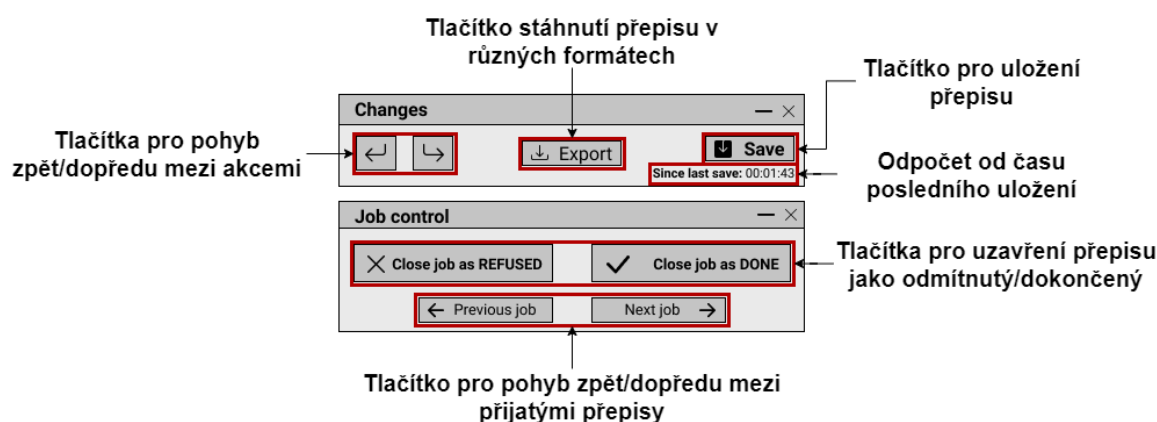 Tlačítko stáhnutí přepisu v
různých formátech
Tlačítko pro uložení
přepisu
Changes
Tlačítka pro pohyb
zpět/dopředu mezi akcemi
Export
Save
Since last save: 00:01:43
Odpočet od času
posledního uložení
Job control
Close job as REFUSED
Close job as DONE
Tlačítka pro uzavření přepisu
jako odmítnutý/dokončený
Previous job
Next job
Tlačítko pro pohyb zpět/dopředu mezi
přijatými přepisy